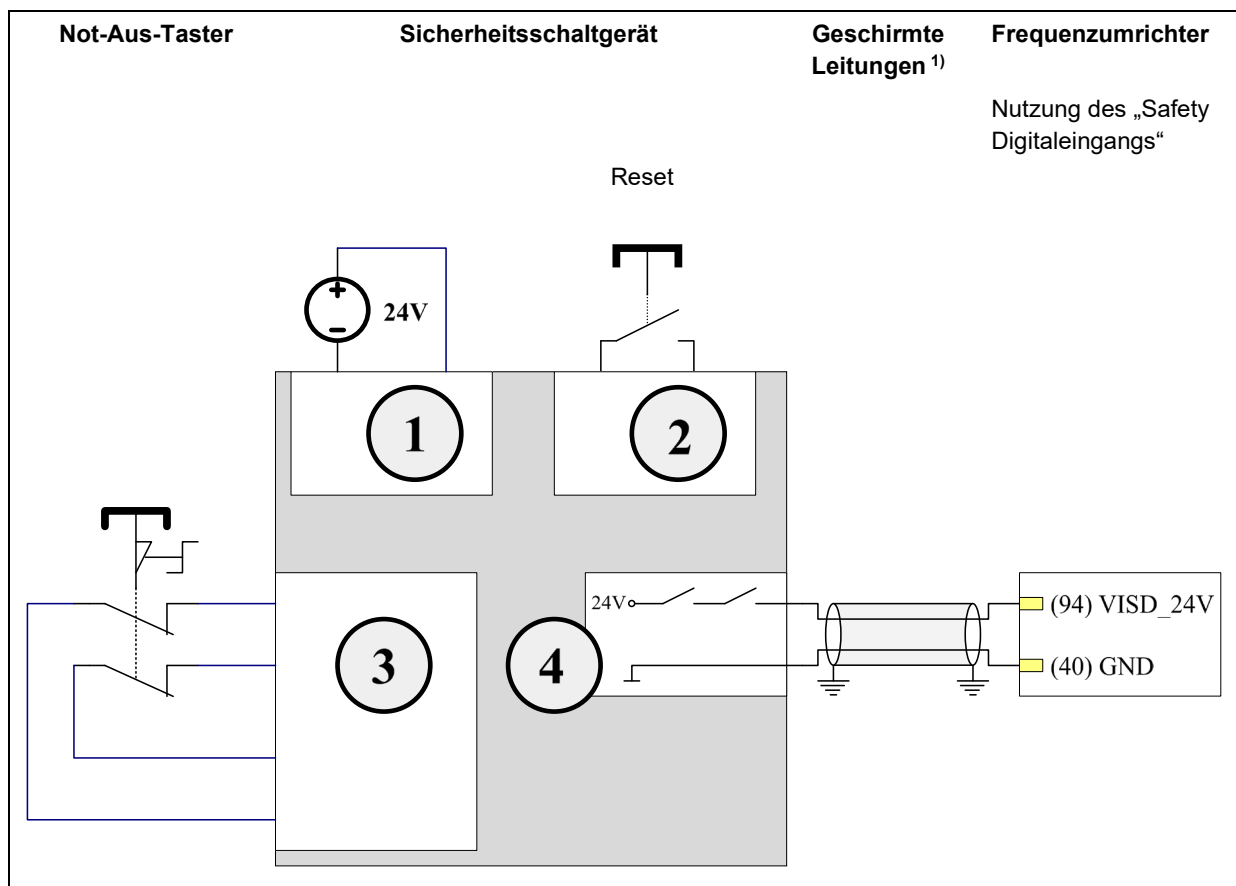 Not-Aus-Taster
Sicherheitsschaltgerät
Geschirmte
Leitungen 1)
Frequenzumrichter
Nutzung des „Safety
Digitaleingangs“
Reset
24V
1
2
3
4
24V
(94) VISD_24V
(40) GND